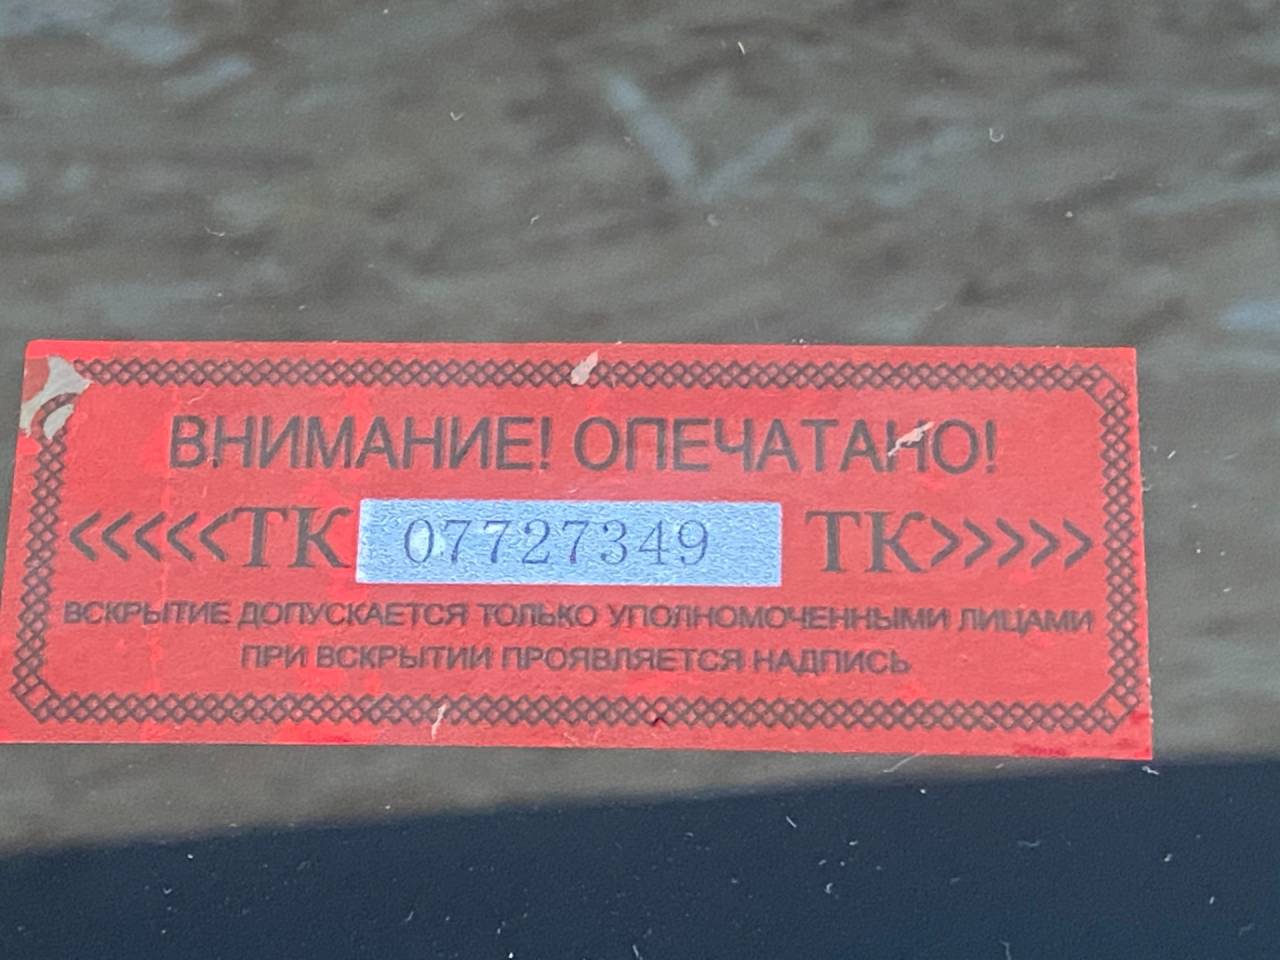 ВНИМАНИЕ! ОПЕЧАТАНО!
<<<<<ТК 07727349 ТК>>>>>
ВСКРЫТИЕ ДОПУСКАЕТСЯ ТОЛЬКО УПОЛНОМОЧЕННЫМИ ЛИЦАМИ
ПРИ ВСКРЫТИИ ПРОЯВЛЯЕТСЯ НАДПИСЬ